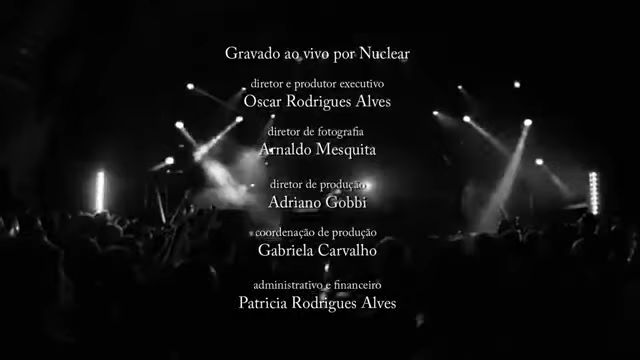 Gravado ao vivo por Nuclear
diretor e produtor executivo
Oscar Rodrigues Alves
diretor de fotografia
Arnaldo Mesquita
diretor de produção
Adriano Gobbi
coordenação de produção
Gabriela Carvalho
administrativo e financeiro
Patricia Rodrigues Alves